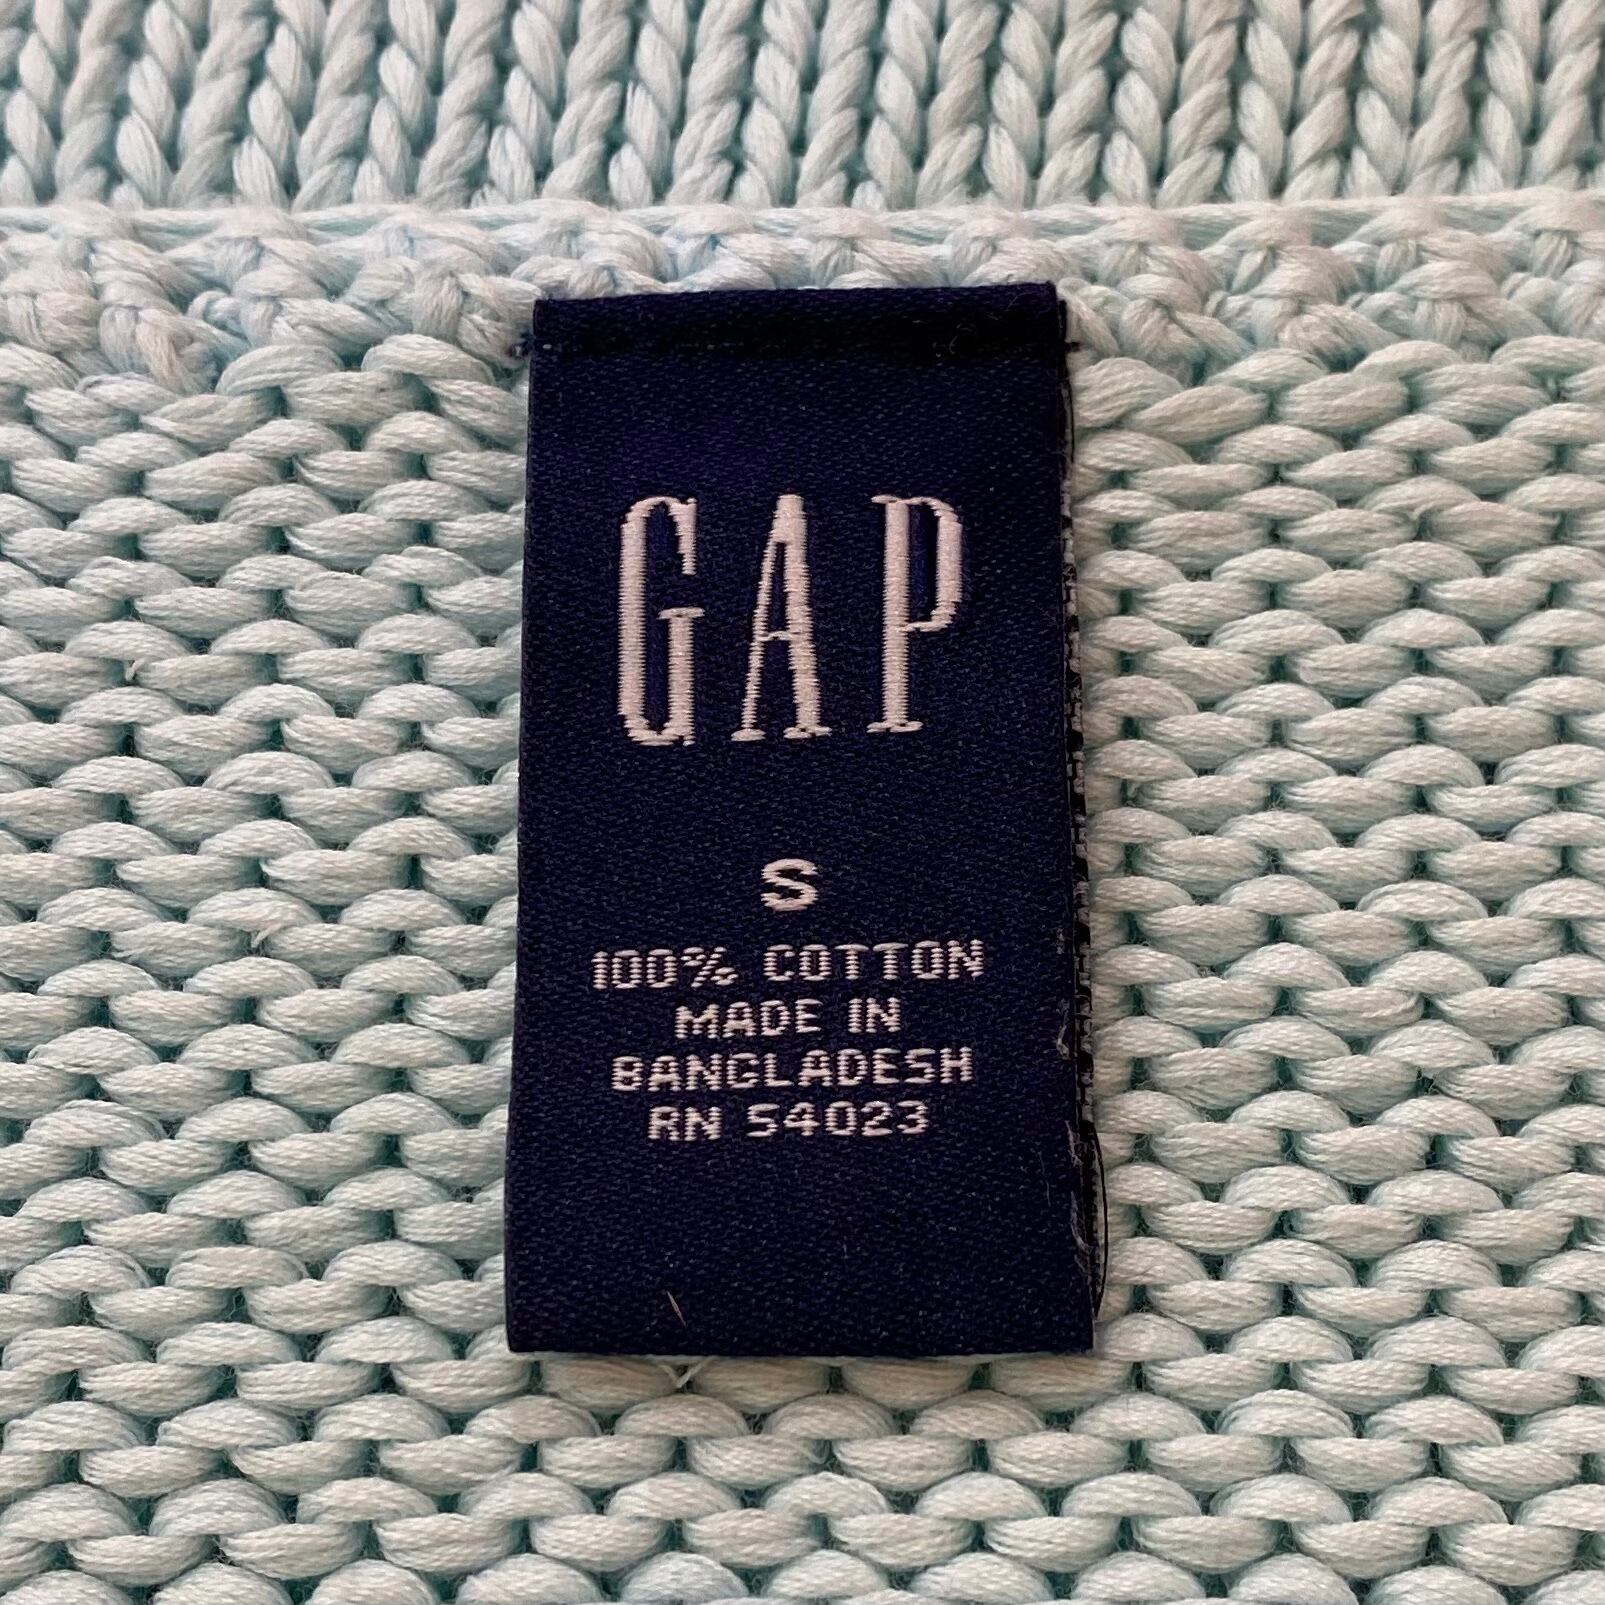 GAP
S
100% COTTON
MADE IN
BANGLADESH
RN 54023